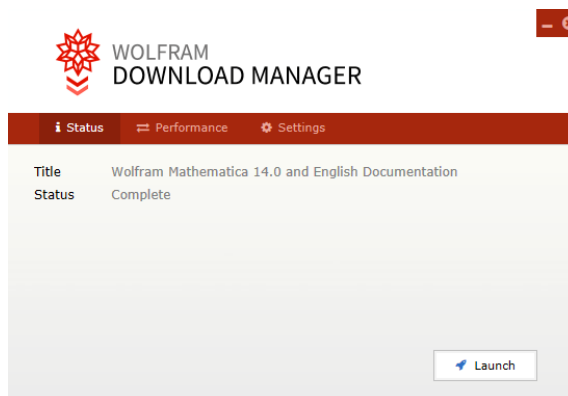 WOLFRAM
DOWNLOAD MANAGER
Status Performance Settings
Title Wolfram Mathematica 14.0 and English Documentation
Status Complete
Launch